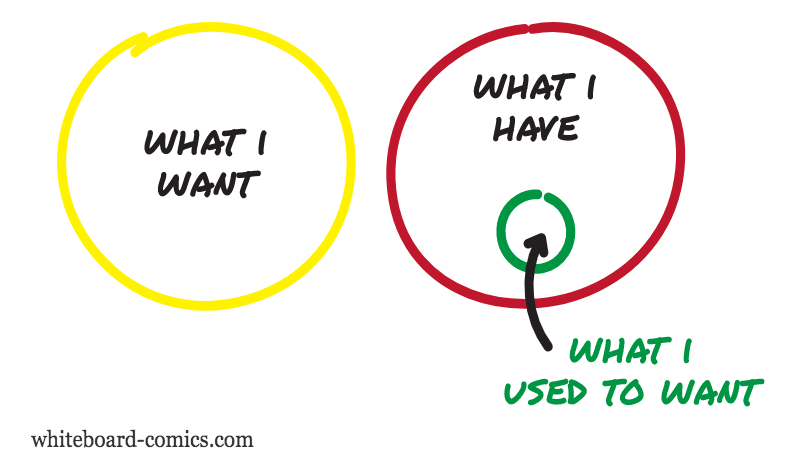 WHAT I
WANT
WHAT I
HAVE
WHAT I
USED TO WANT
whiteboard-comics.com